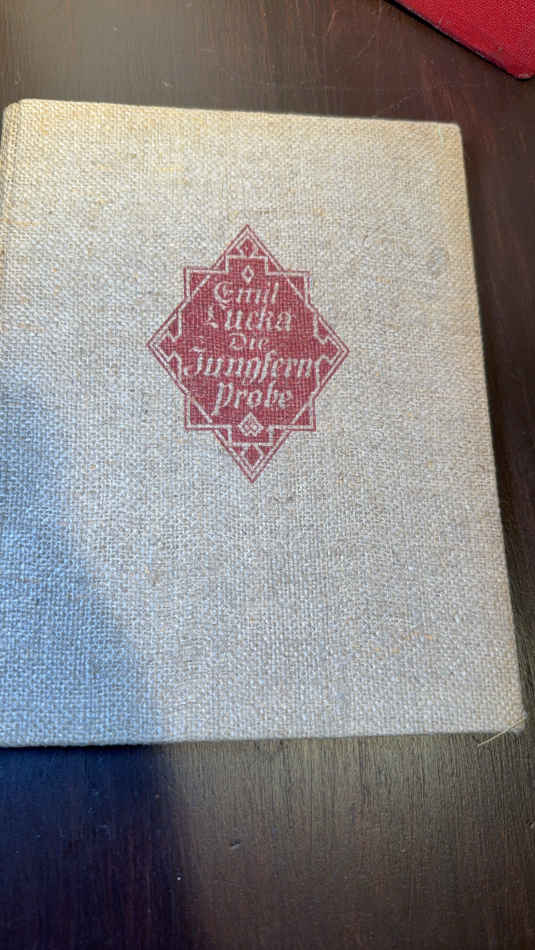 Emil
Lucka
Die
Jungfern
probe